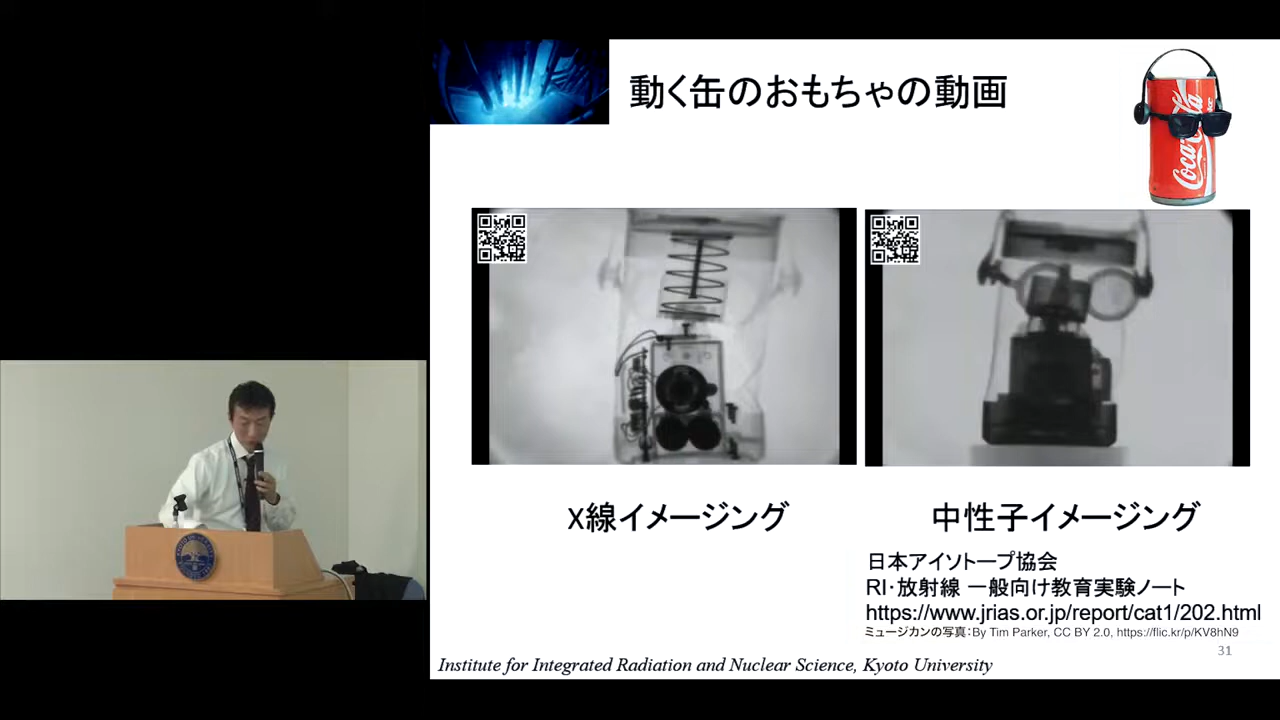 動く缶のおもちゃの動画
Coca-Cola
X線イメージング
中性子イメージング
日本アイソトープ協会
RI・放射線 一般向け教育実験ノート
https://www.jrias.or.jp/report/cat1/202.html
ミュージカンの写真：By Tim Parker, CC BY 2.0, https://flic.kr/p/KV8hN9
31
Institute for Integrated Radiation and Nuclear Science, Kyoto University